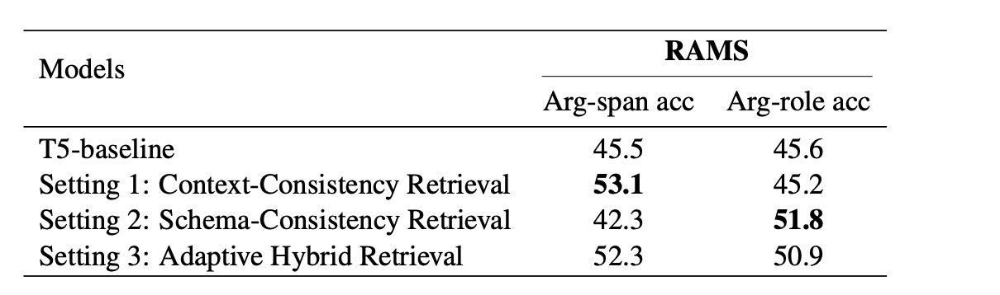 Models RAMS
Arg-span acc Arg-role acc
T5-baseline 45.5 45.6
Setting 1: Context-Consistency Retrieval 53.1 45.2
Setting 2: Schema-Consistency Retrieval 42.3 51.8
Setting 3: Adaptive Hybrid Retrieval 52.3 50.9